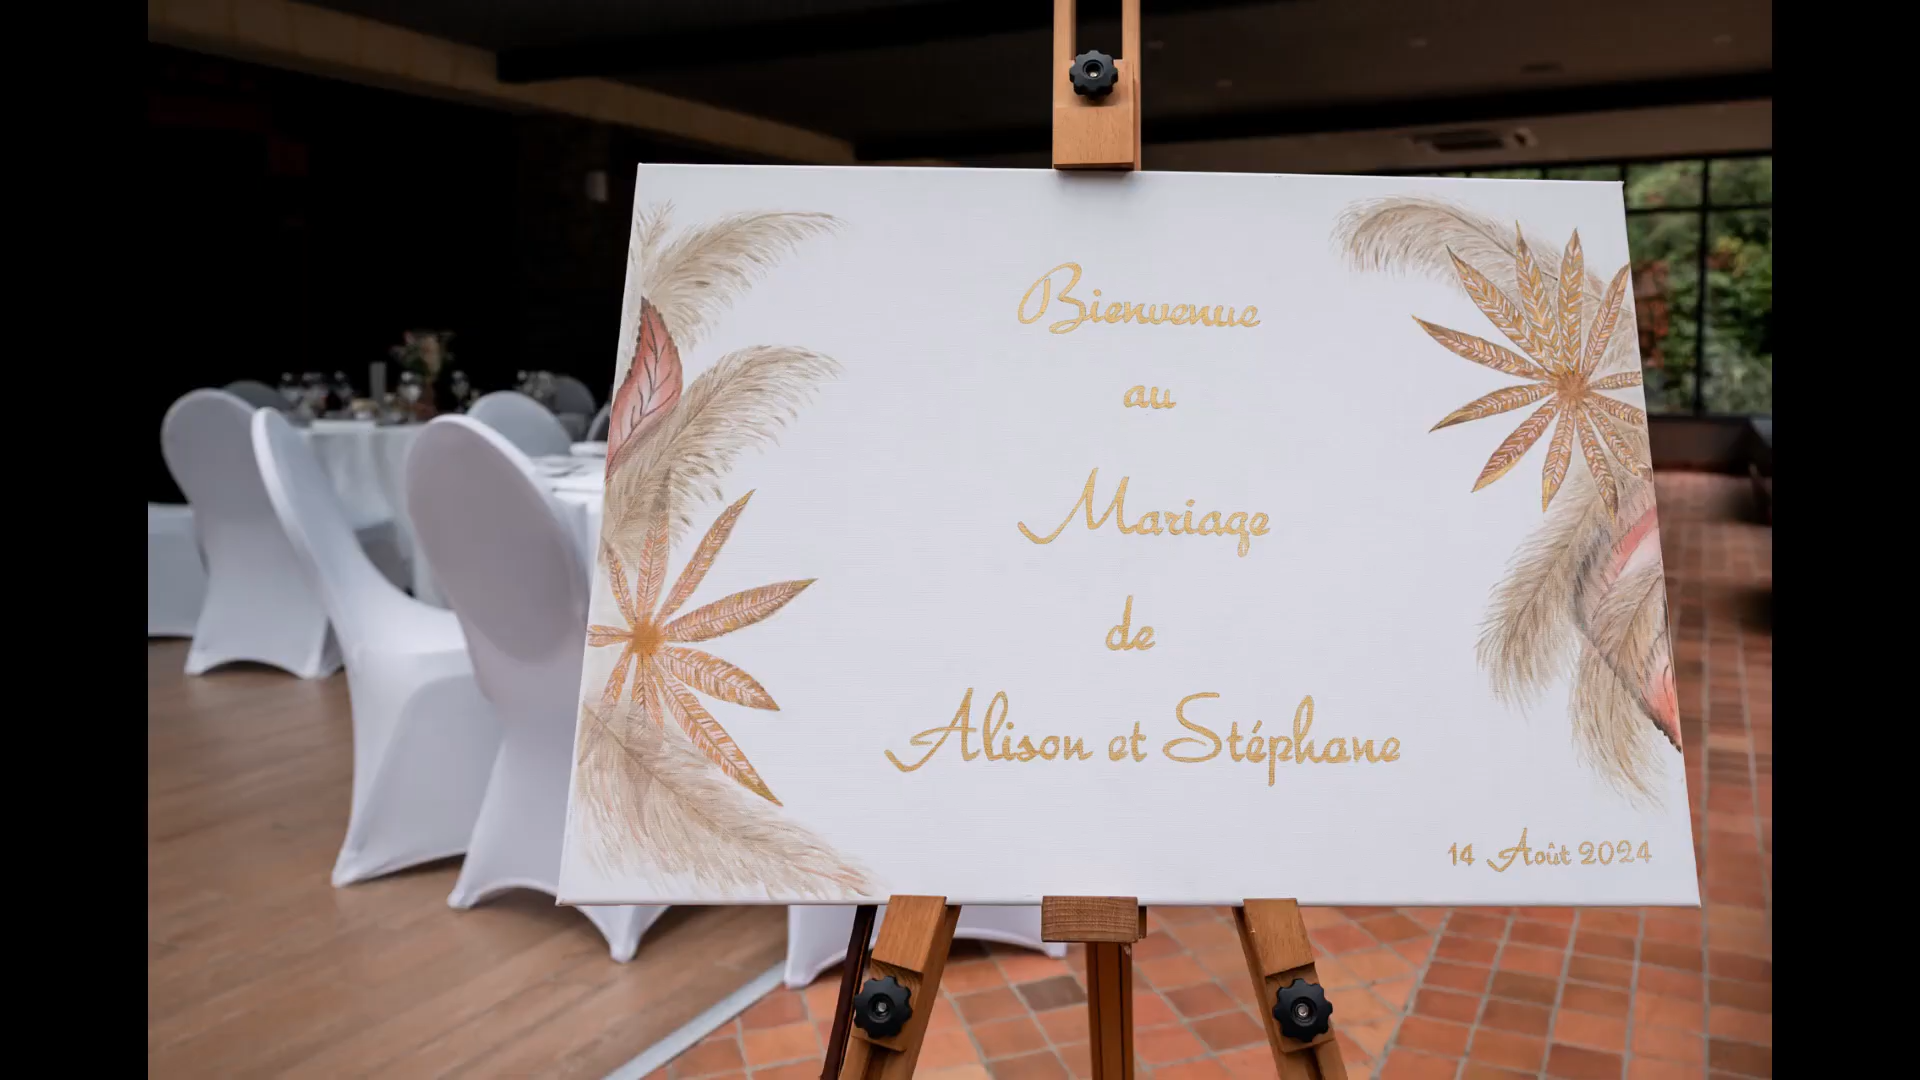 Bienvenue
au
Mariage
de
Alison et Stéphane
14 Août 2024